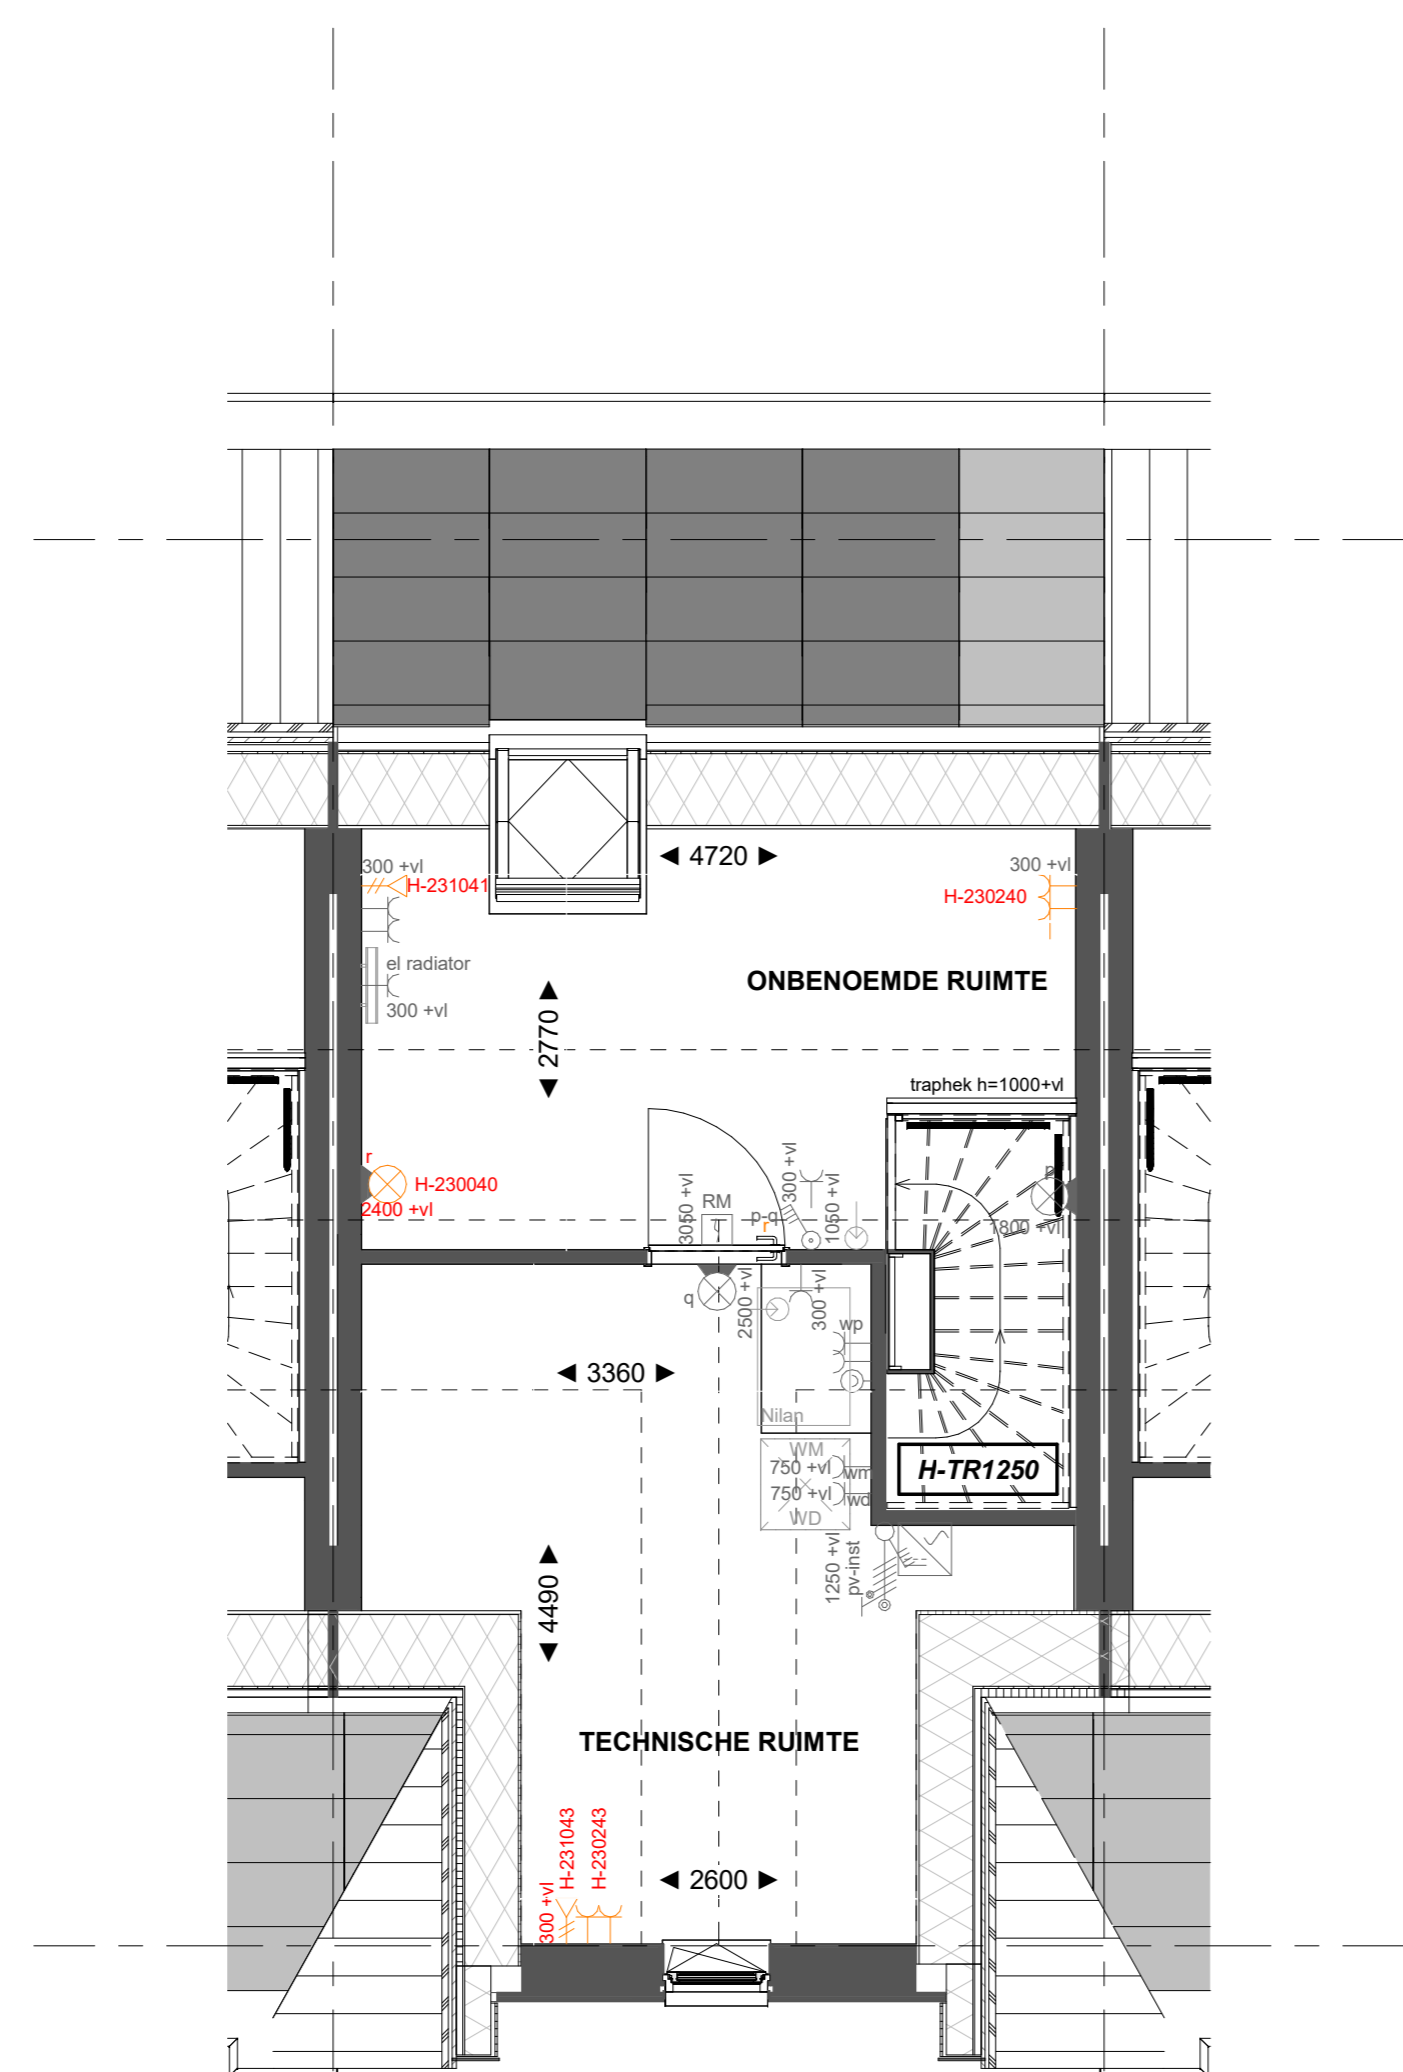 4720
300 +vl
H-231041
300 +vl
H-230240
el radiator
300 +vl
ONBENOEMDE RUIMTE
2770
traphek h=1000+vl
r
H-230040
2400 +vl
3050 +vl
RM
p-q
r
300 +vl
1050 +vl
p
1800 +vl
q
2500 +vl
300 +vl
wp
3360
Nilan
WM
750 +vl
wm
750 +vl
wd
WD
H-TR1250
1250 +vl
pv-inst
4490
TECHNISCHE RUIMTE
300 +vl
H-231043
H-230243
2600